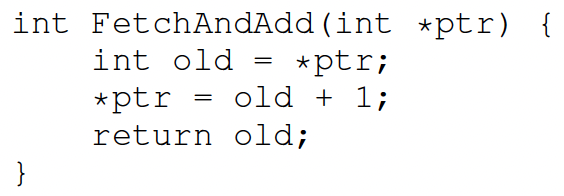 int FetchAndAdd(int *ptr) {
    int old = *ptr;
    *ptr = old + 1;
    return old;
}